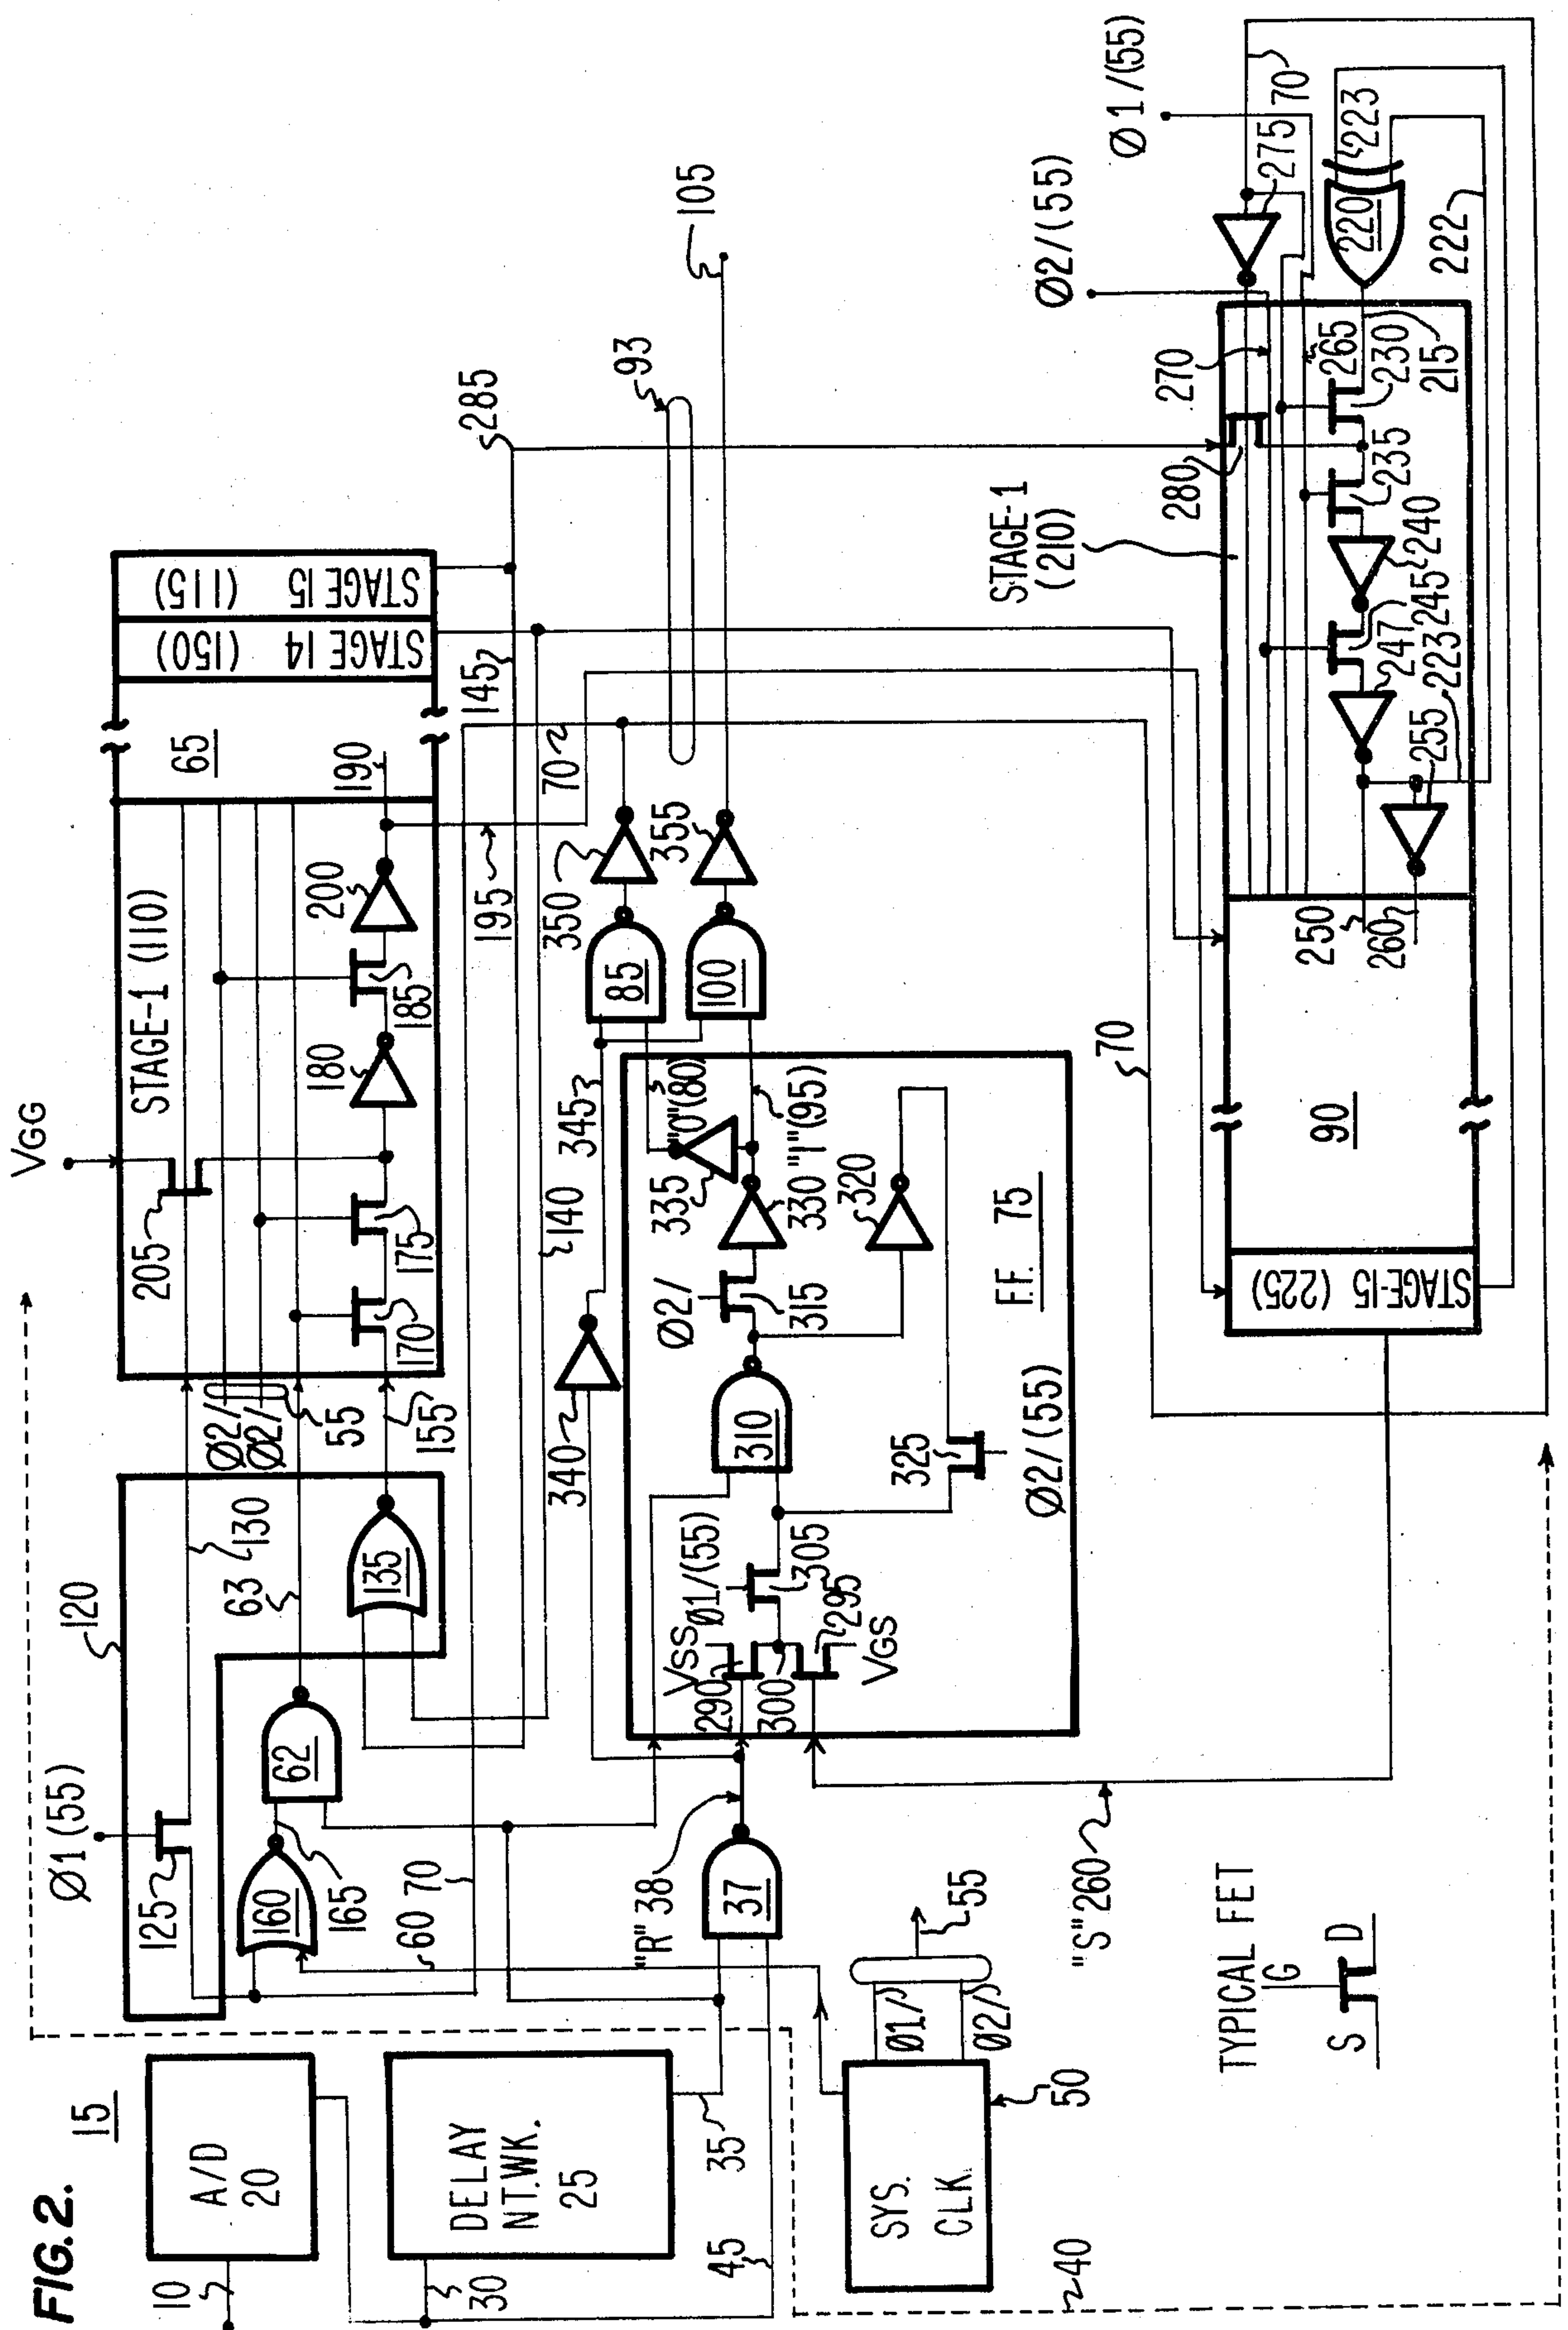 FIG. 2.
15
10
A/D
20
30
DELAY
NT.WK.
25
35
45
40
SYS.
CLK.
50
Ø1/
Ø2/
55
60
70
Ø1 (55)
125
120
160
165
62
63
130
135
Ø2/
Ø2/
55
155
VGG
205
STAGE-1 (110)
170
175
180
185
200
190
195
65
STAGE 14 (150)
STAGE 15 (115)
145
285
70
140
"R" 38
37
340
345
VSS
290
300
295
VGS
Ø1/(55)
305
310
Ø2/
315
320
325
Ø2/(55)
330
335
"0"(80)
"1"(95)
F.F. 75
85
100
350
355
93
105
"S" 260
TYPICAL FET
S
G
D
70
STAGE-15 (225)
90
250
260
STAGE-1
(210)
280
270
265
230
215
235
240
245
247
223
255
222
220
223
275
70
Ø2/(55)
Ø1/(55)